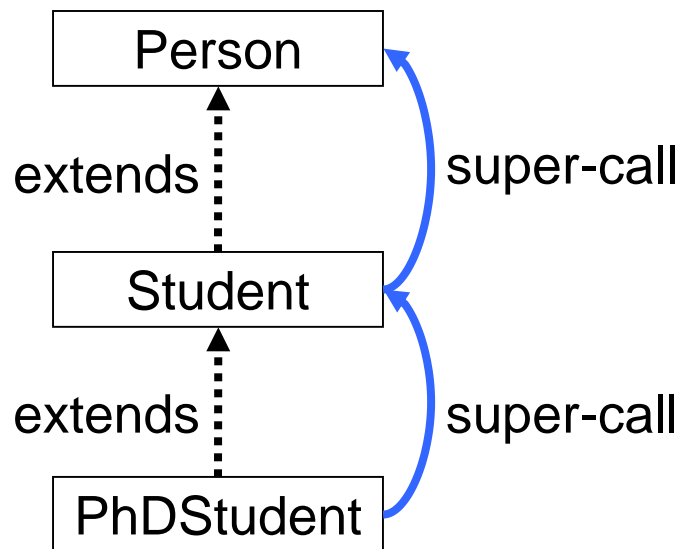 Person
extends
super-call
Student
extends
super-call
PhDStudent